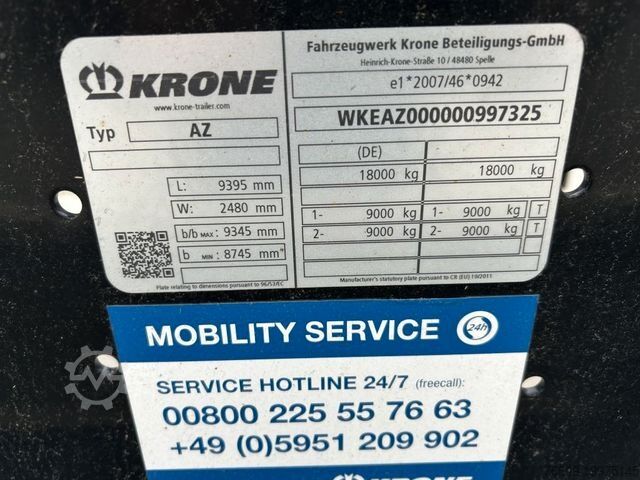 KRONE
www.krone-trailer.com
Typ AZ
L: 9395 mm
W: 2480 mm
b/b MAX: 9345 mm
b MIN: 8745 mm"
Plate relating to dimensions pursuant to 96/53/EC
Fahrzeugwerk Krone Beteiligungs-GmbH
Heinrich-Krone-Straße 10 / 48480 Spelle
e1*2007/46*0942
WKEAZ000000997325
(DE)
18000 kg 18000 kg
1- 9000 kg 1- 9000 kg T
2- 9000 kg 2- 9000 kg T
Manufacturer's statutory plate pursuant to CR (EU) 19/2011
MOBILITY SERVICE 24h
SERVICE HOTLINE 24/7 (freecall):
00800 225 55 76 63
+49 (0)5951 209 902
KRONE